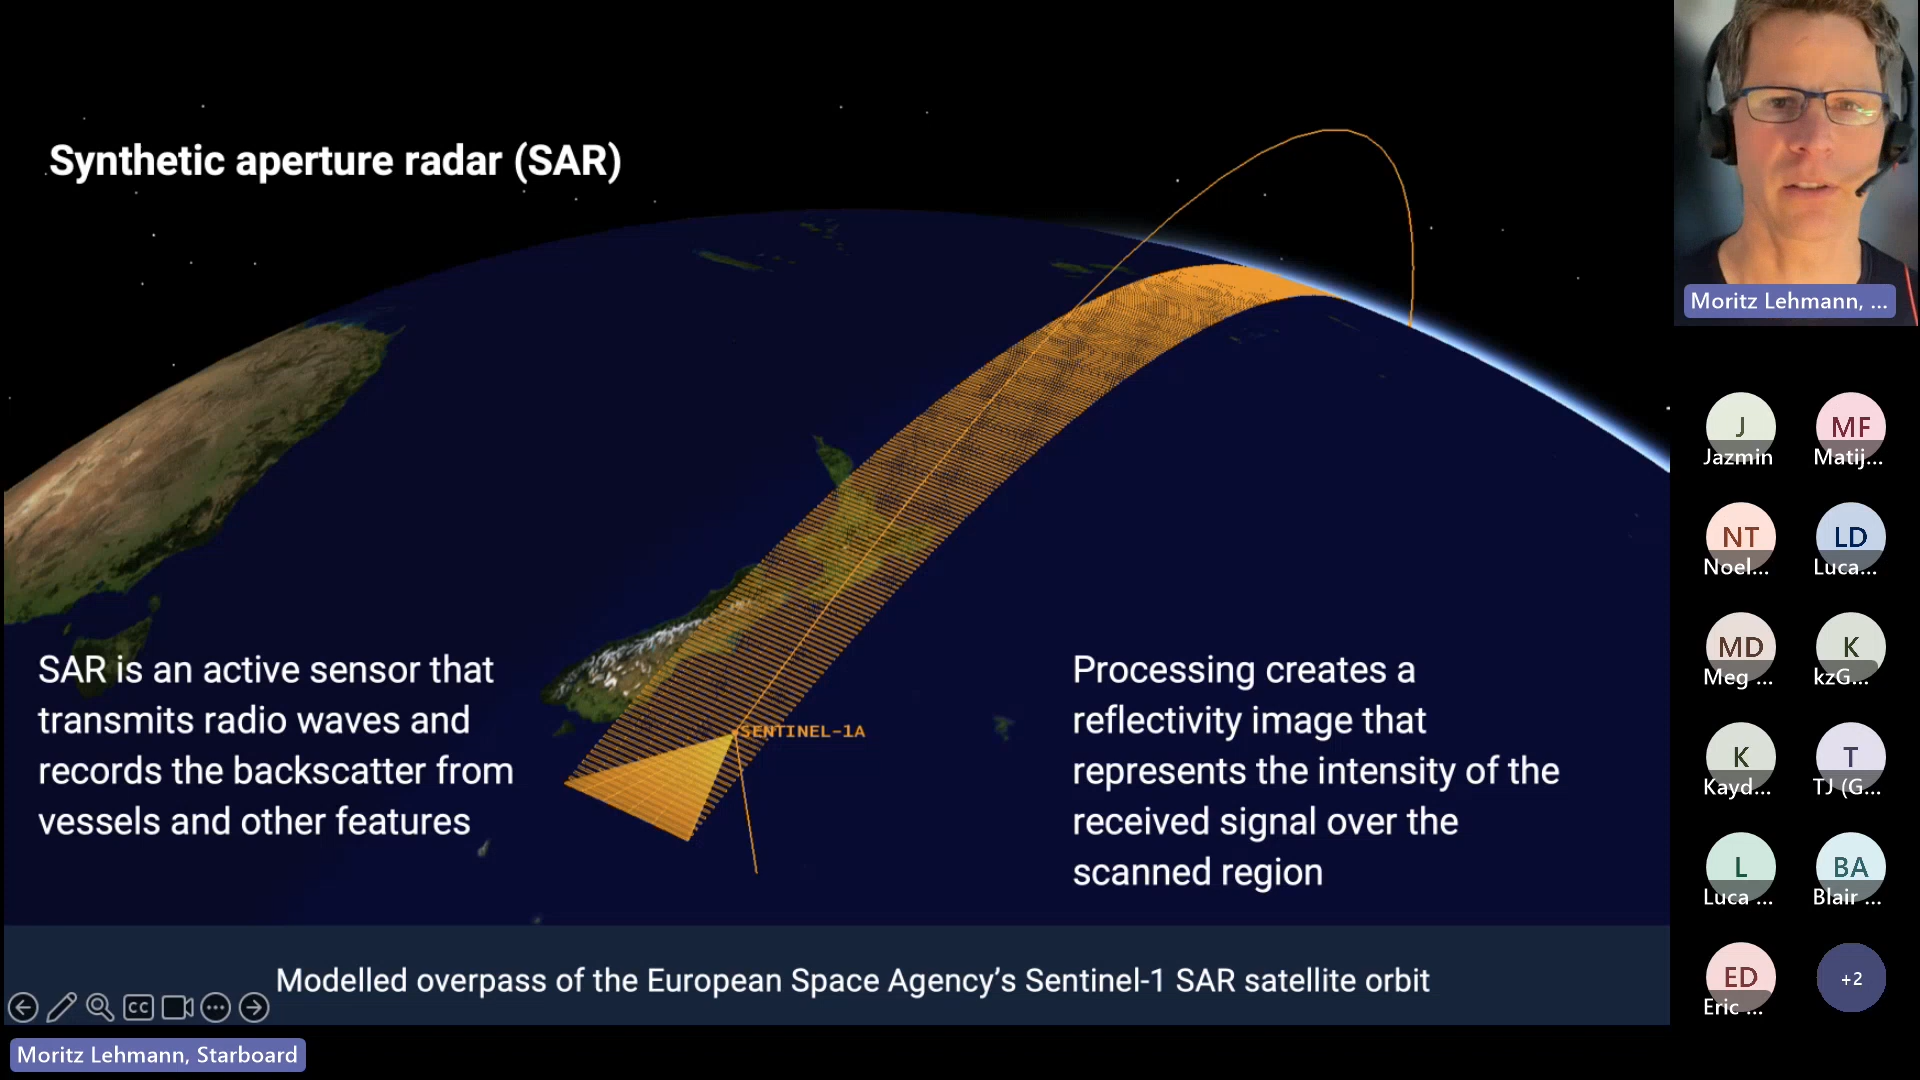 Synthetic aperture radar (SAR)
SAR is an active sensor that
transmits radio waves and
records the backscatter from
vessels and other features
SENTINEL-1A
Processing creates a
reflectivity image that
represents the intensity of the
received signal over the
scanned region
Modelled overpass of the European Space Agency’s Sentinel-1 SAR satellite orbit
CC
Moritz Lehmann, Starboard
Moritz Lehmann, ...
J
Jazmin
MF
Matij...
NT
Noel...
LD
Luca...
MD
Meg ...
K
kzG...
K
Kayd...
T
TJ (G...
L
Luca ...
BA
Blair ...
ED
Eric ...
+2